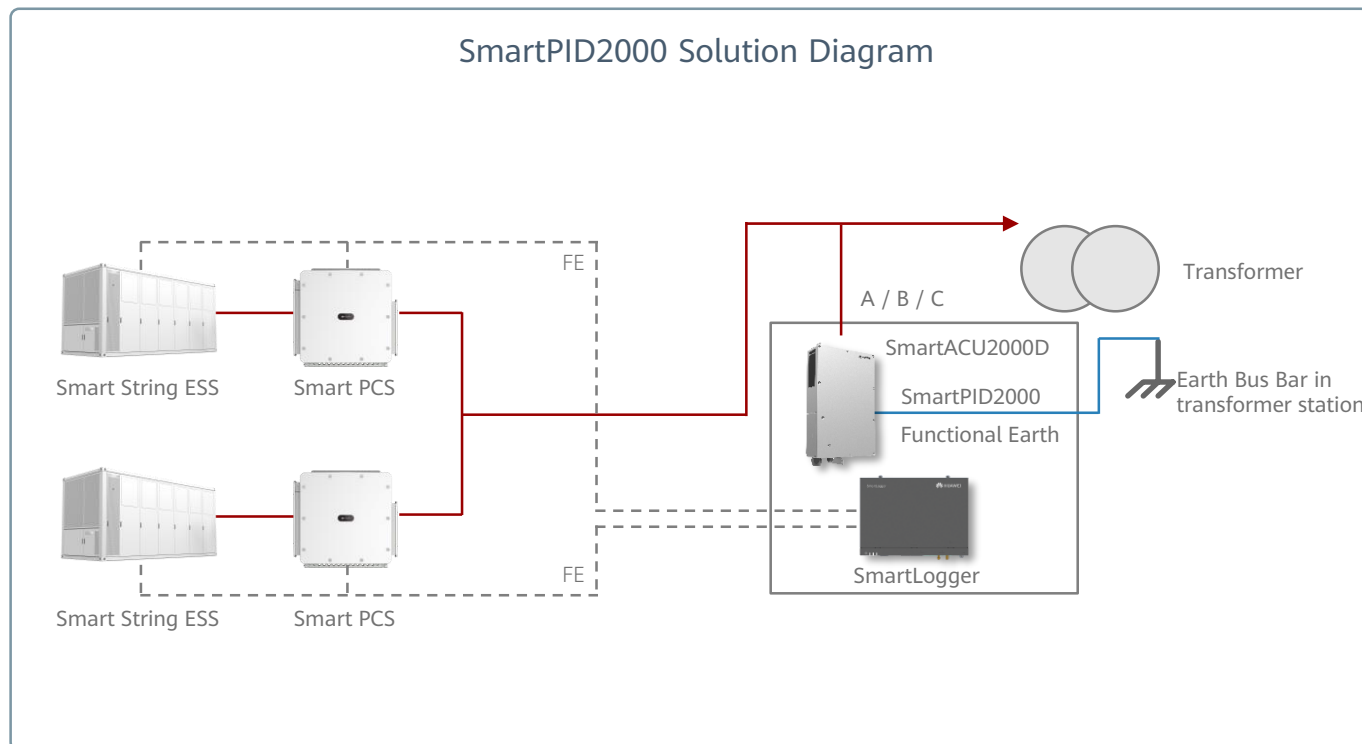 SmartPID2000 Solution Diagram
FE
Transformer
A / B / C
SmartACU2000D
Smart String ESS
Smart PCS
SmartPID2000
Earth Bus Bar in
transformer station
Functional Earth
HUAWEI
SmartLogger
FE
Smart String ESS
Smart PCS